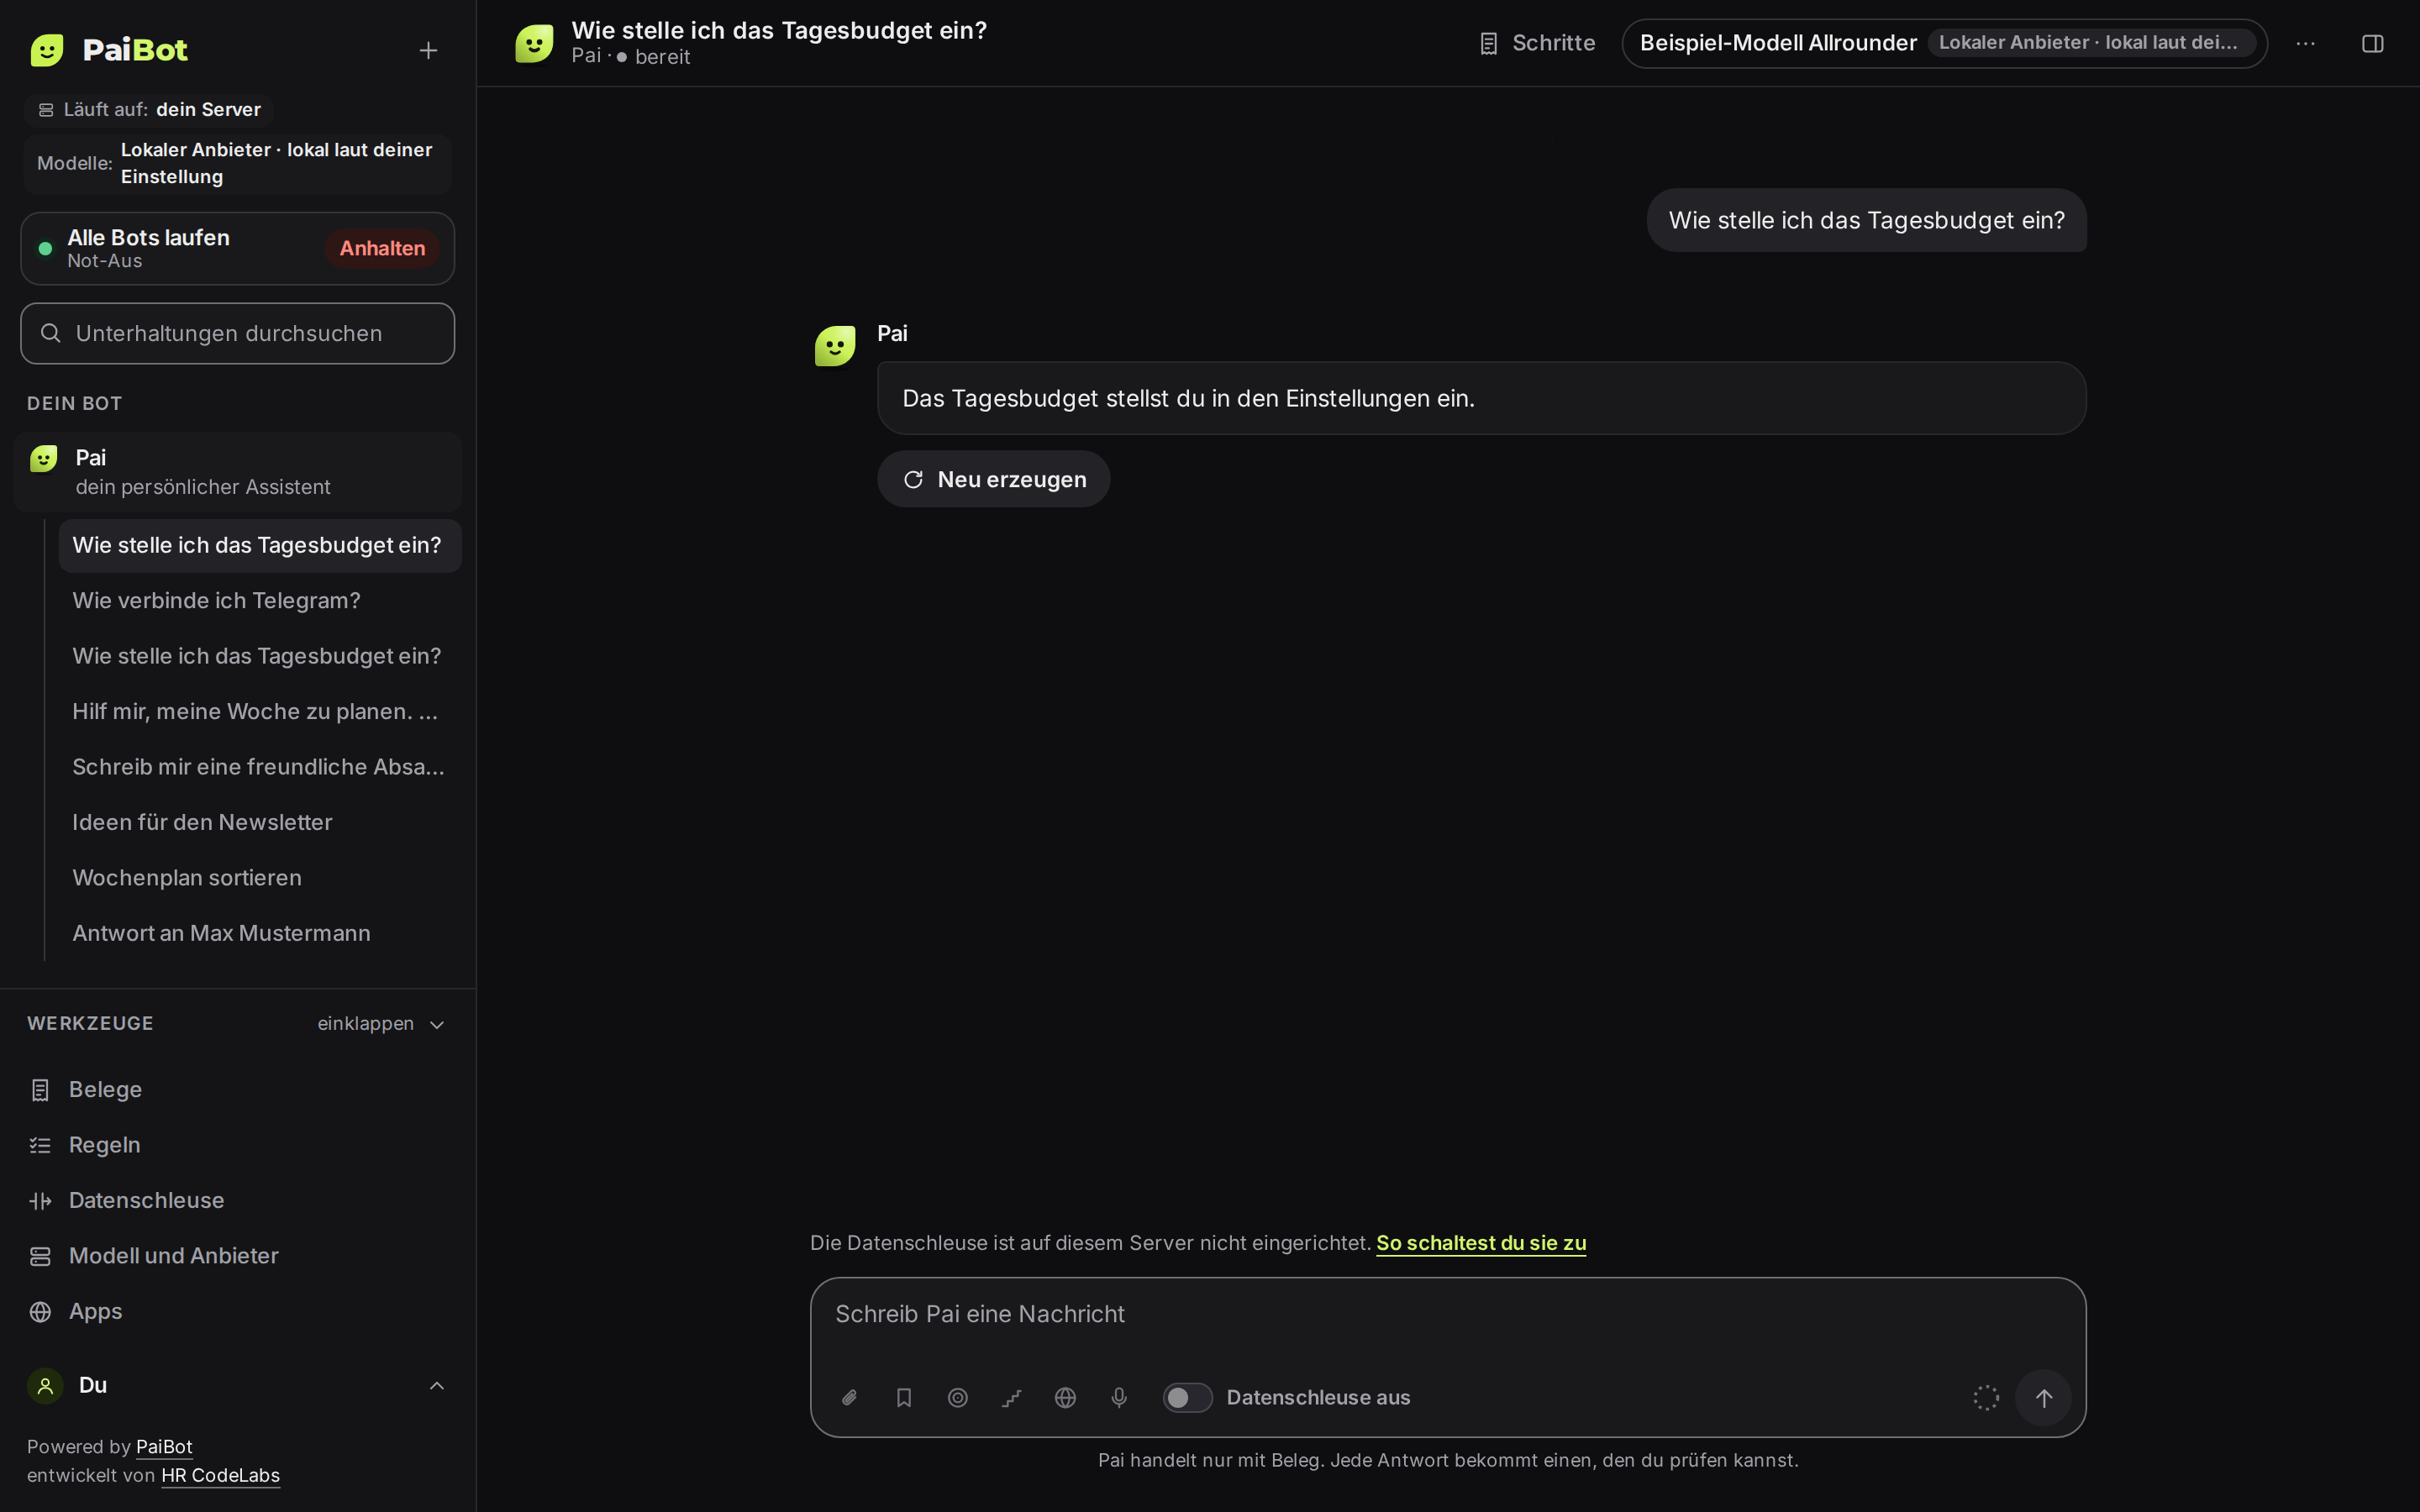 PaiBot
Läuft auf: dein Server
Modelle: Lokaler Anbieter · lokal laut deiner
Einstellung
Alle Bots laufen
Not-Aus
Anhalten
Unterhaltungen durchsuchen
DEIN BOT
Pai
dein persönlicher Assistent
Wie stelle ich das Tagesbudget ein?
Wie verbinde ich Telegram?
Wie stelle ich das Tagesbudget ein?
Hilf mir, meine Woche zu planen. ...
Schreib mir eine freundliche Absa...
Ideen für den Newsletter
Wochenplan sortieren
Antwort an Max Mustermann
WERKZEUGE einklappen
Belege
Regeln
Datenschleuse
Modell und Anbieter
Apps
Du
Powered by PaiBot
entwickelt von HR CodeLabs
Wie stelle ich das Tagesbudget ein?
Pai · bereit
Schritte
Beispiel-Modell Allrounder Lokaler Anbieter · lokal laut dei...
Wie stelle ich das Tagesbudget ein?
Pai
Das Tagesbudget stellst du in den Einstellungen ein.
Neu erzeugen
Die Datenschleuse ist auf diesem Server nicht eingerichtet. So schaltest du sie zu
Schreib Pai eine Nachricht
Datenschleuse aus
Pai handelt nur mit Beleg. Jede Antwort bekommt einen, den du prüfen kannst.